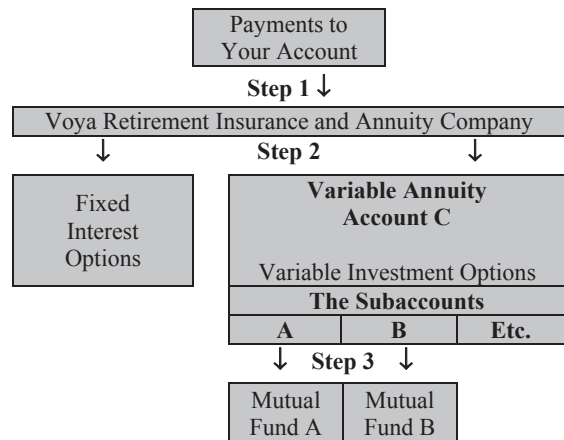 Payments to
Your Account
Step 1 ↓
Voya Retirement Insurance and Annuity Company
↓ Step 2 ↓
Fixed
Interest
Options
Variable Annuity
Account C
Variable Investment Options
The Subaccounts
A B Etc.
↓ Step 3 ↓
Mutual
Fund A
Mutual
Fund B